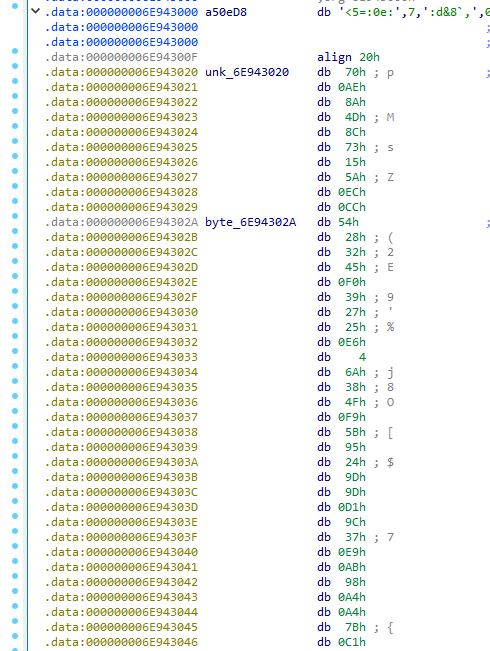 .data:000000006E943000 a50eD8 db '<5=:0e:',7,':d&8`,',0
.data:000000006E943000 ;
.data:000000006E943000 ;
.data:000000006E94300F align 20h
.data:000000006E943020 unk_6E943020 db 70h ; p ;
.data:000000006E943021 db 0AEh
.data:000000006E943022 db 8Ah
.data:000000006E943023 db 4Dh ; M
.data:000000006E943024 db 8Ch
.data:000000006E943025 db 73h ; s
.data:000000006E943026 db 15h
.data:000000006E943027 db 5Ah ; Z
.data:000000006E943028 db 0ECh
.data:000000006E943029 db 0CCh
.data:000000006E94302A byte_6E94302A db 54h ;
.data:000000006E94302B db 28h ; (
.data:000000006E94302C db 32h ; 2
.data:000000006E94302D db 45h ; E
.data:000000006E94302E db 0F0h
.data:000000006E94302F db 39h ; 9
.data:000000006E943030 db 27h ; '
.data:000000006E943031 db 25h ; %
.data:000000006E943032 db 0E6h
.data:000000006E943033 db 4
.data:000000006E943034 db 6Ah ; j
.data:000000006E943035 db 38h ; 8
.data:000000006E943036 db 4Fh ; O
.data:000000006E943037 db 0F9h
.data:000000006E943038 db 5Bh ; [
.data:000000006E943039 db 95h
.data:000000006E94303A db 24h ; $
.data:000000006E94303B db 9Dh
.data:000000006E94303C db 9Dh
.data:000000006E94303D db 0D1h
.data:000000006E94303E db 9Ch
.data:000000006E94303F db 37h ; 7
.data:000000006E943040 db 0E9h
.data:000000006E943041 db 0ABh
.data:000000006E943042 db 98h
.data:000000006E943043 db 0A4h
.data:000000006E943044 db 0A4h
.data:000000006E943045 db 7Bh ; {
.data:000000006E943046 db 0C1h